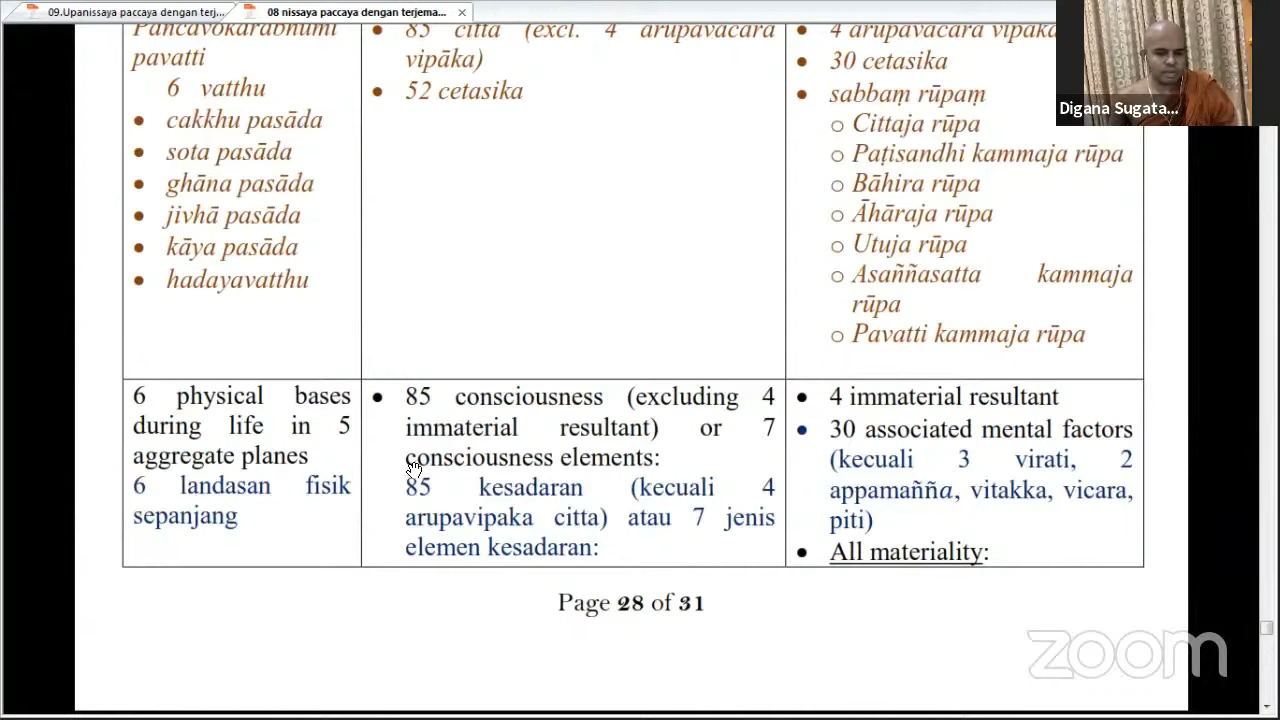 09.Upanissaya paccaya dengan terj...
08 nissaya paccaya dengan terjema...
Digana Sugata...
Pañcavokārabhūmi
pavatti
6 vatthu
cakkhu pasāda
sota pasāda
ghāna pasāda
jivhā pasāda
kāya pasāda
hadayavatthu
85 citta (excl. 4 arupavacara
vipāka)
52 cetasika
4 arupavacara vipāka
30 cetasika
sabbaṃ rūpaṃ
Cittaja rūpa
Paṭisandhi kammaja rūpa
Bāhira rūpa
Āhāraja rūpa
Utuja rūpa
Asaññasatta kammaja
rūpa
Pavatti kammaja rūpa
6 physical bases
during life in 5
aggregate planes
6 landasan fisik
sepanjang
85 consciousness (excluding 4
immaterial resultant) or 7
consciousness elements:
85 kesadaran (kecuali 4
arupavipaka citta) atau 7 jenis
elemen kesadaran:
4 immaterial resultant
30 associated mental factors
(kecuali 3 virati, 2
appamañña, vitakka, vicara,
piti)
All materiality:
Page 28 of 31
zoom